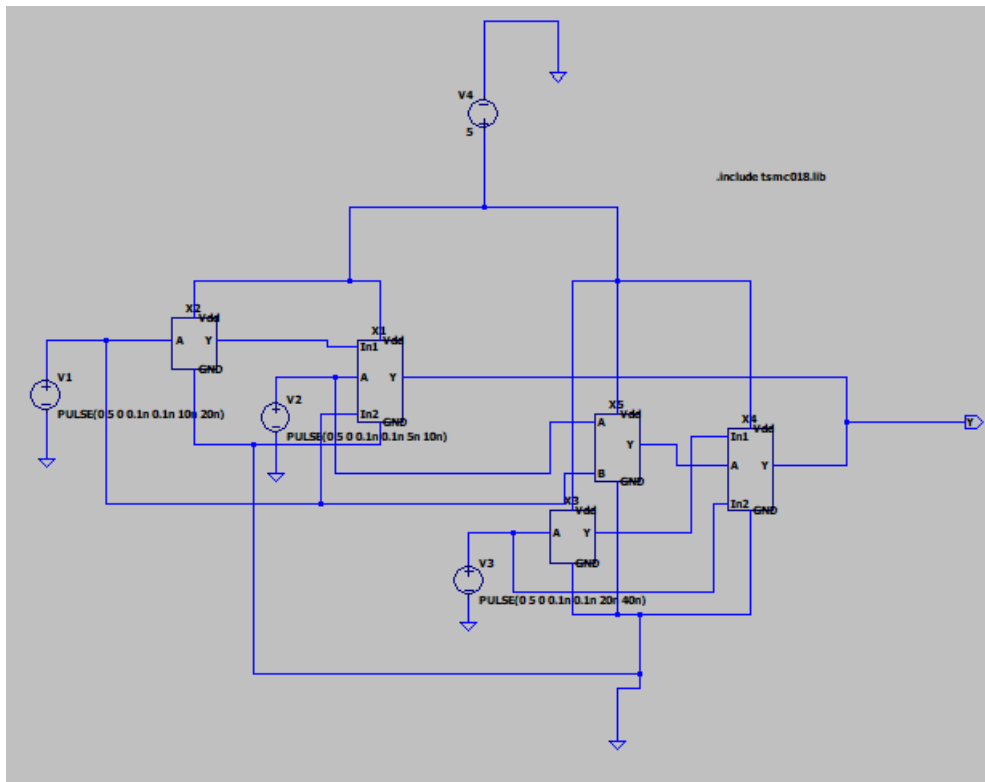 V4
5
.include tsmc018.lib
X2
Vdd
A
Y
GND
X1
Vdd
In1
A
Y
In2
GND
V1
PULSE(0 5 0 0.1n 0.1n 10n 20n)
V2
PULSE(0 5 0 0.1n 0.1n 5n 10n)
X5
Vdd
A
Y
B
GND
X4
Vdd
In1
A
Y
In2
GND
Y
X3
Vdd
A
Y
GND
V3
PULSE(0 5 0 0.1n 0.1n 20n 40n)